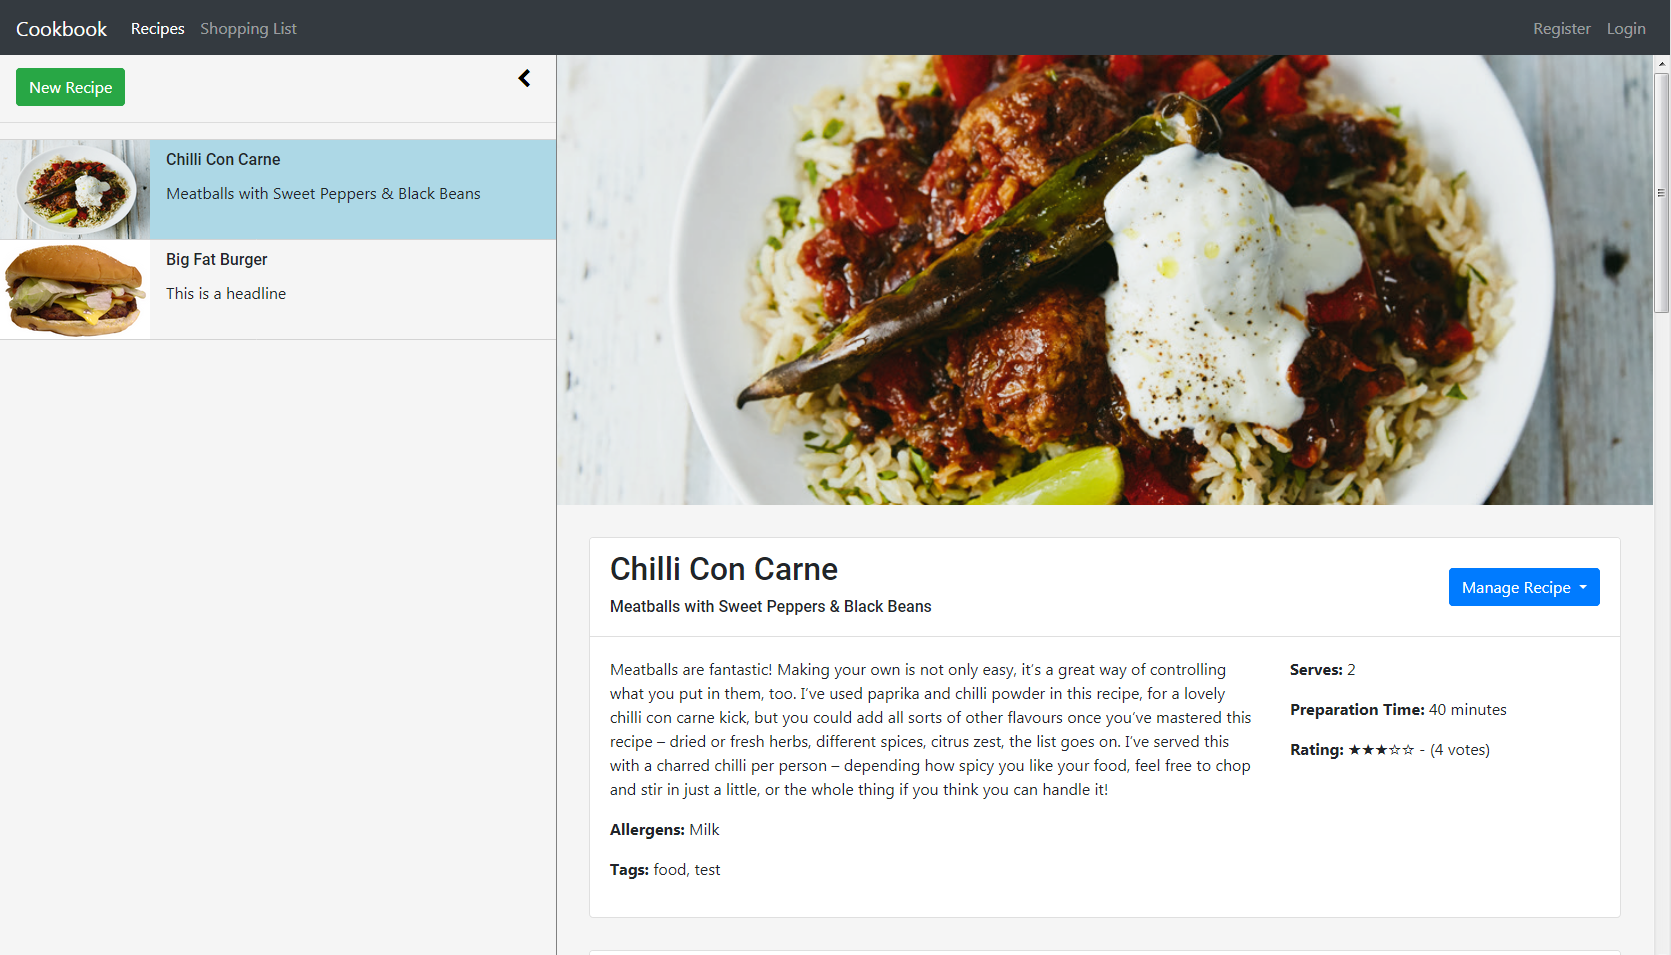 Cookbook Recipes Shopping List Register Login
New Recipe
Chilli Con Carne
Meatballs with Sweet Peppers & Black Beans
Big Fat Burger
This is a headline
Chilli Con Carne
Meatballs with Sweet Peppers & Black Beans
Manage Recipe
Meatballs are fantastic! Making your own is not only easy, it’s a great way of controlling
what you put in them, too. I’ve used paprika and chilli powder in this recipe, for a lovely
chilli con carne kick, but you could add all sorts of other flavours once you’ve mastered this
recipe – dried or fresh herbs, different spices, citrus zest, the list goes on. I’ve served this
with a charred chilli per person – depending how spicy you like your food, feel free to chop
and stir in just a little, or the whole thing if you think you can handle it!
Allergens: Milk
Tags: food, test
Serves: 2
Preparation Time: 40 minutes
Rating: ★★★☆☆ - (4 votes)